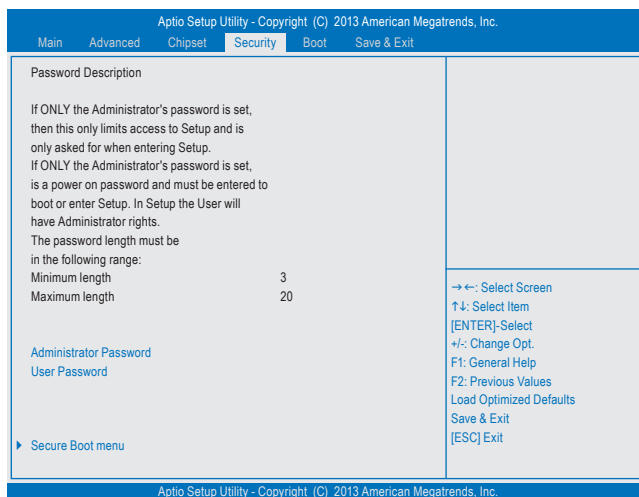 Aptio Setup Utility - Copyright (C) 2013 American Megatrends, Inc.
Main Advanced Chipset Security Boot Save & Exit
Password Description
If ONLY the Administrator's password is set,
then this only limits access to Setup and is
only asked for when entering Setup.
If ONLY the Administrator's password is set,
is a power on password and must be entered to
boot or enter Setup. In Setup the User will
have Administrator rights.
The password length must be
in the following range:
Minimum length 3
Maximum length 20
Administrator Password
User Password
Secure Boot menu
→←: Select Screen
↑↓: Select Item
[ENTER]-Select
+/-: Change Opt.
F1: General Help
F2: Previous Values
Load Optimized Defaults
Save & Exit
[ESC] Exit
Aptio Setup Utility - Copyright (C) 2013 American Megatrends, Inc.